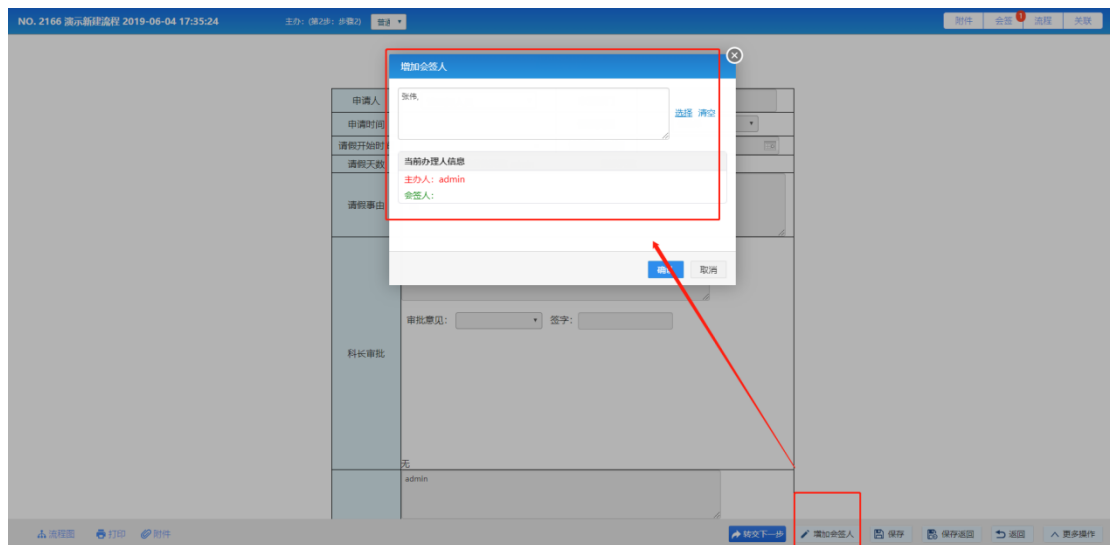 NO. 2166 演示新建流程 2019-06-04 17:35:24 主办: (第2步: 步骤2) 普通 附件 会签 1 流程 关联
增加会签人
张伟,
选择 清空
当前办理人信息
主办人: admin
会签人:
取消
申请人
申请时间
请假开始时
请假天数
请假事由
审批意见: 签字:
科长审批
无
admin
流程图 打印 附件 转交下一步 增加会签人 保存 保存返回 返回 更多操作